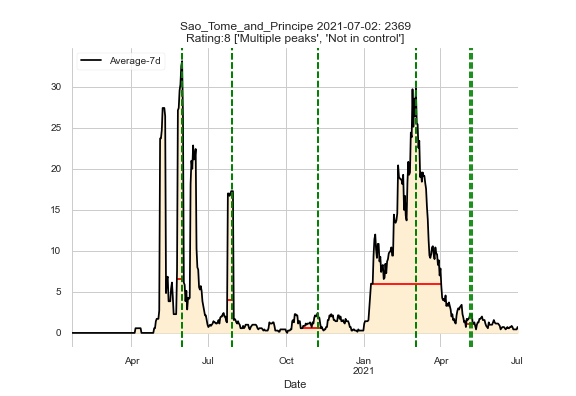 Sao_Tome_and_Principe 2021-07-02: 2369
Rating:8 ['Multiple peaks', 'Not in control']
Average-7d
30
25
20
15
10
5
0
Apr
Jul
Oct
Jan
2021
Apr
Jul
Date